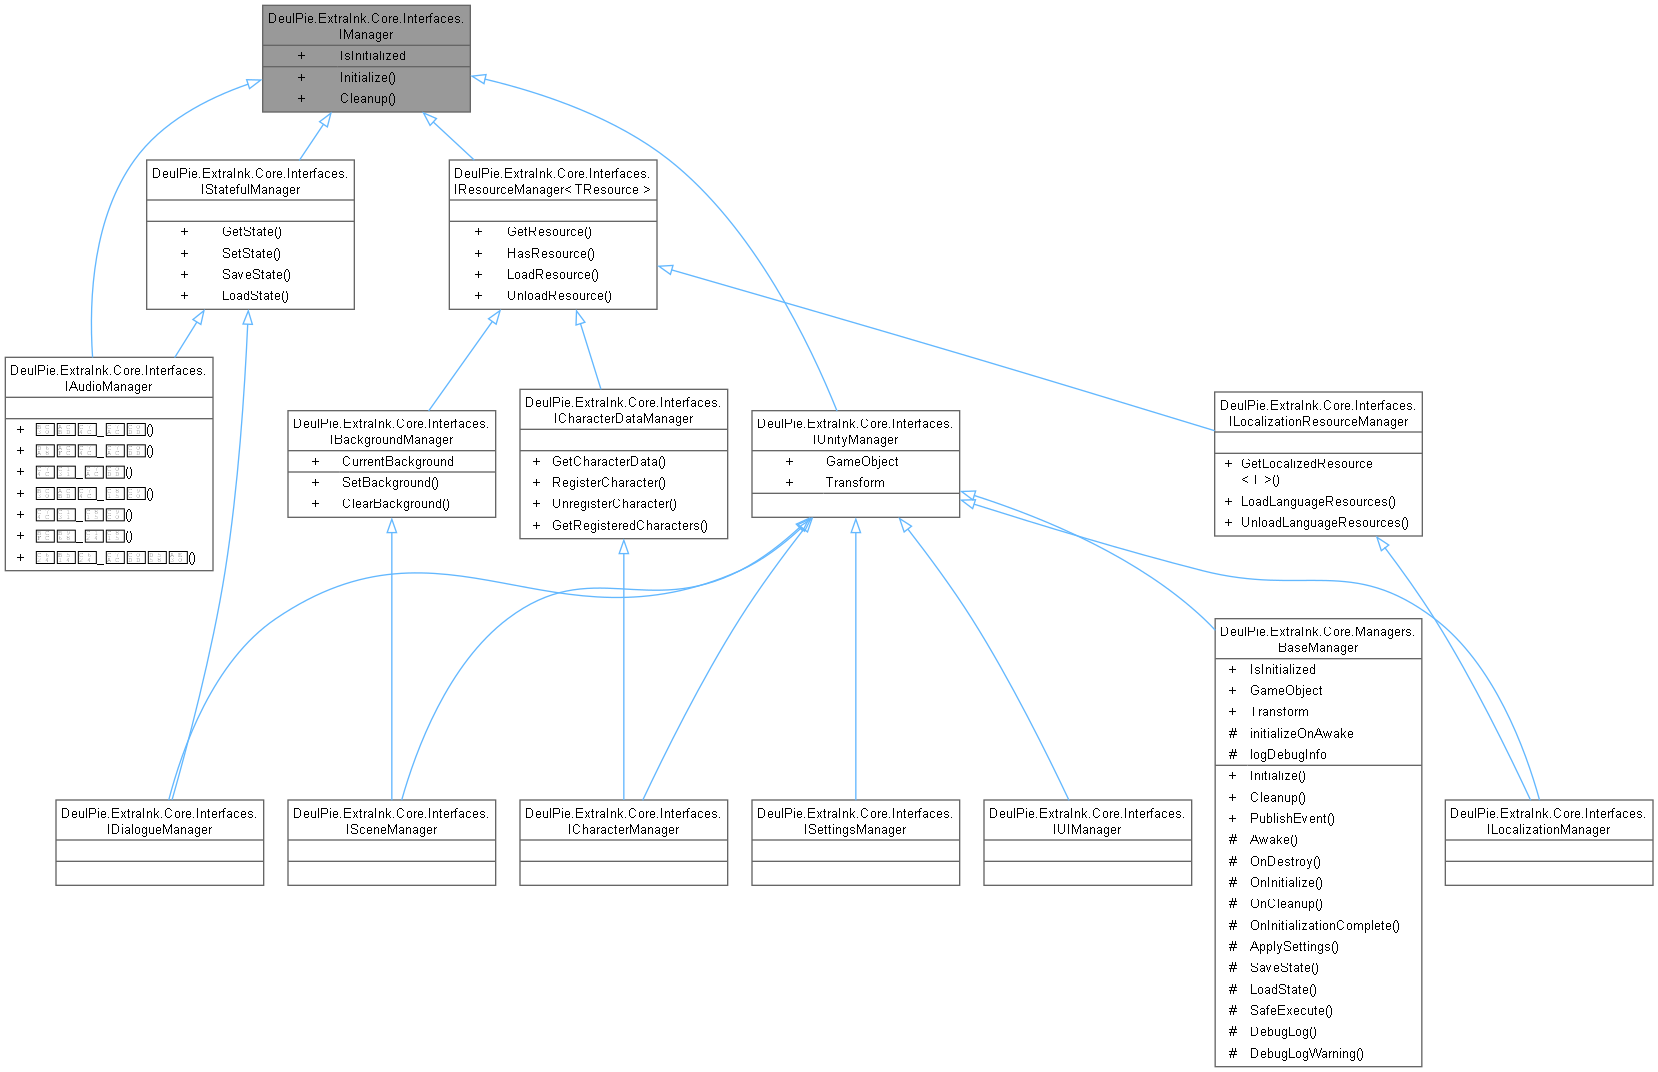 DeulPie.ExtraInk.Core.Interfaces.
IManager
+ IsInitialized
+ Initialize()
+ Cleanup()
DeulPie.ExtraInk.Core.Interfaces.
IStatefulManager
+ GetState()
+ SetState()
+ SaveState()
+ LoadState()
DeulPie.ExtraInk.Core.Interfaces.
IResourceManager< TResource >
+ GetResource()
+ HasResource()
+ LoadResource()
+ UnloadResource()
DeulPie.ExtraInk.Core.Interfaces.
IAudioManager
DeulPie.ExtraInk.Core.Interfaces.
IBackgroundManager
+ CurrentBackground
+ SetBackground()
+ ClearBackground()
DeulPie.ExtraInk.Core.Interfaces.
ICharacterDataManager
+ GetCharacterData()
+ RegisterCharacter()
+ UnregisterCharacter()
+ GetRegisteredCharacters()
DeulPie.ExtraInk.Core.Interfaces.
IUnityManager
+ GameObject
+ Transform
DeulPie.ExtraInk.Core.Interfaces.
ILocalizationResourceManager
+ GetLocalizedResource
< T >()
+ LoadLanguageResources()
+ UnloadLanguageResources()
DeulPie.ExtraInk.Core.Managers.
BaseManager
+ IsInitialized
+ GameObject
+ Transform
# initializeOnAwake
# logDebugInfo
+ Initialize()
+ Cleanup()
+ PublishEvent()
# Awake()
# OnDestroy()
# OnInitialize()
# OnCleanup()
# OnInitializationComplete()
# ApplySettings()
# SaveState()
# LoadState()
# SafeExecute()
# DebugLog()
# DebugLogWarning()
DeulPie.ExtraInk.Core.Interfaces.
IDialogueManager
DeulPie.ExtraInk.Core.Interfaces.
ISceneManager
DeulPie.ExtraInk.Core.Interfaces.
ICharacterManager
DeulPie.ExtraInk.Core.Interfaces.
ISettingsManager
DeulPie.ExtraInk.Core.Interfaces.
IUIManager
DeulPie.ExtraInk.Core.Interfaces.
ILocalizationManager